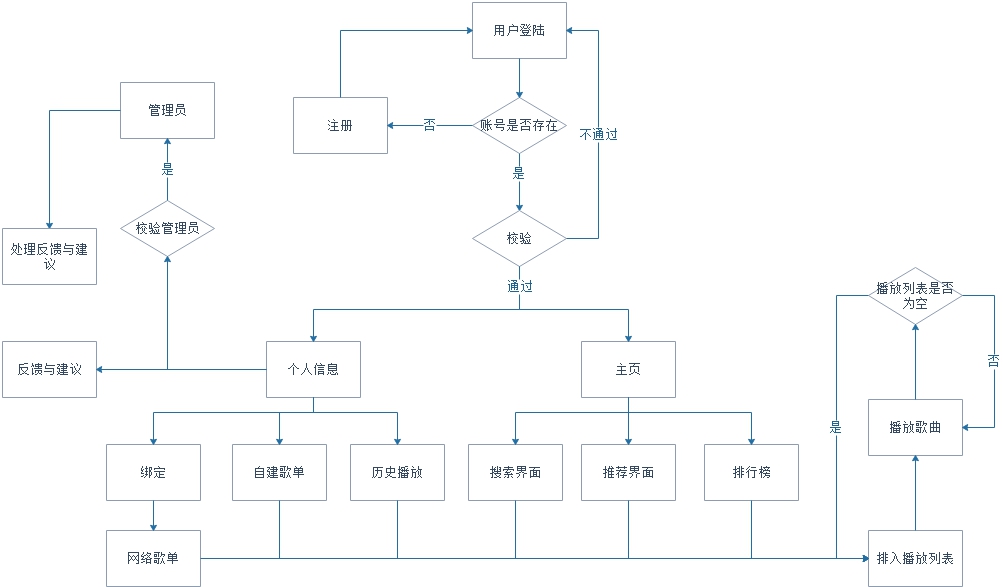 用户登陆
管理员
注册
否
账号是否存在
不通过
是
是
校验管理员
校验
处理反馈与建
议
通过
播放列表是否
为空
否
反馈与建议
个人信息
主页
播放歌曲
是
绑定
自建歌单
历史播放
搜索界面
推荐界面
排行榜
网络歌单
排入播放列表